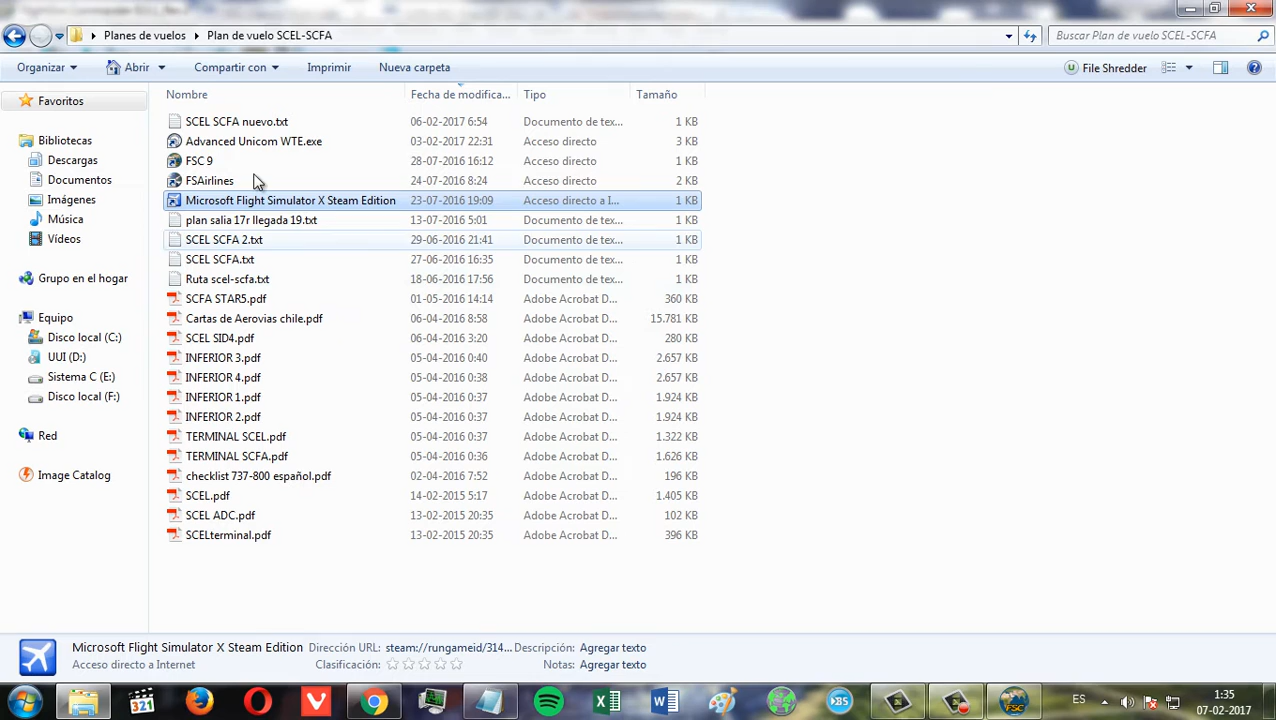 Planes de vuelos ▸ Plan de vuelo SCEL-SCFA
Buscar Plan de vuelo SCEL-SCFA
Organizar Abrir Compartir con Imprimir Nueva carpeta File Shredder
Nombre Fecha de modifica... Tipo Tamaño
SCEL SCFA nuevo.txt 06-02-2017 6:54 Documento de tex... 1 KB
Advanced Unicom WTE.exe 03-02-2017 22:31 Acceso directo 3 KB
FSC 9 28-07-2016 16:12 Acceso directo 1 KB
FSAirlines 24-07-2016 8:24 Acceso directo 2 KB
Microsoft Flight Simulator X Steam Edition 23-07-2016 19:09 Acceso directo a I... 1 KB
plan salia 17r llegada 19.txt 13-07-2016 5:01 Documento de tex... 1 KB
SCEL SCFA 2.txt 29-06-2016 21:41 Documento de tex... 1 KB
SCEL SCFA.txt 27-06-2016 16:35 Documento de tex... 1 KB
Ruta scel-scfa.txt 18-06-2016 17:56 Documento de tex... 1 KB
SCFA STAR5.pdf 01-05-2016 14:14 Adobe Acrobat D... 360 KB
Cartas de Aerovias chile.pdf 06-04-2016 8:58 Adobe Acrobat D... 15.781 KB
SCEL SID4.pdf 06-04-2016 3:20 Adobe Acrobat D... 280 KB
INFERIOR 3.pdf 05-04-2016 0:40 Adobe Acrobat D... 2.657 KB
INFERIOR 4.pdf 05-04-2016 0:38 Adobe Acrobat D... 2.657 KB
INFERIOR 1.pdf 05-04-2016 0:37 Adobe Acrobat D... 1.924 KB
INFERIOR 2.pdf 05-04-2016 0:37 Adobe Acrobat D... 1.924 KB
TERMINAL SCEL.pdf 05-04-2016 0:37 Adobe Acrobat D... 1.322 KB
TERMINAL SCFA.pdf 05-04-2016 0:36 Adobe Acrobat D... 1.626 KB
checklist 737-800 español.pdf 02-04-2016 7:52 Adobe Acrobat D... 196 KB
SCEL.pdf 14-02-2015 5:17 Adobe Acrobat D... 1.405 KB
SCEL ADC.pdf 13-02-2015 20:35 Adobe Acrobat D... 102 KB
SCELterminal.pdf 13-02-2015 20:35 Adobe Acrobat D... 396 KB
Favoritos
Bibliotecas
Descargas
Documentos
Imágenes
Música
Vídeos
Grupo en el hogar
Equipo
Disco local (C:)
UUI (D:)
Sistema C (E:)
Disco local (F:)
Red
Image Catalog
Microsoft Flight Simulator X Steam Edition Dirección URL: steam://rungameid/314... Descripción: Agregar texto
Acceso directo a Internet Clasificación: Notas: Agregar texto
321
FSC
ES
1:35
07-02-2017